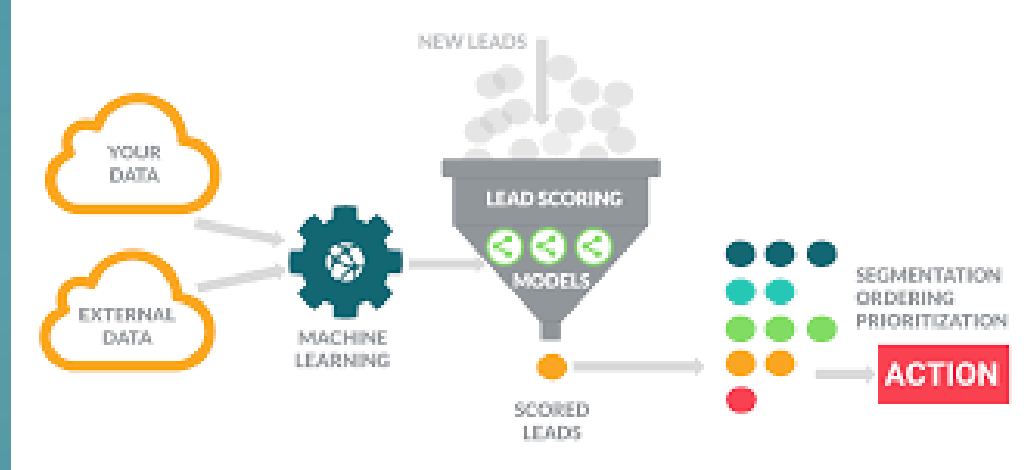 NEW LEADS
YOUR
DATA
LEAD SCORING
MODELS
EXTERNAL
DATA
MACHINE
LEARNING
SEGMENTATION
ORDERING
PRIORITIZATION
ACTION
SCORED
LEADS